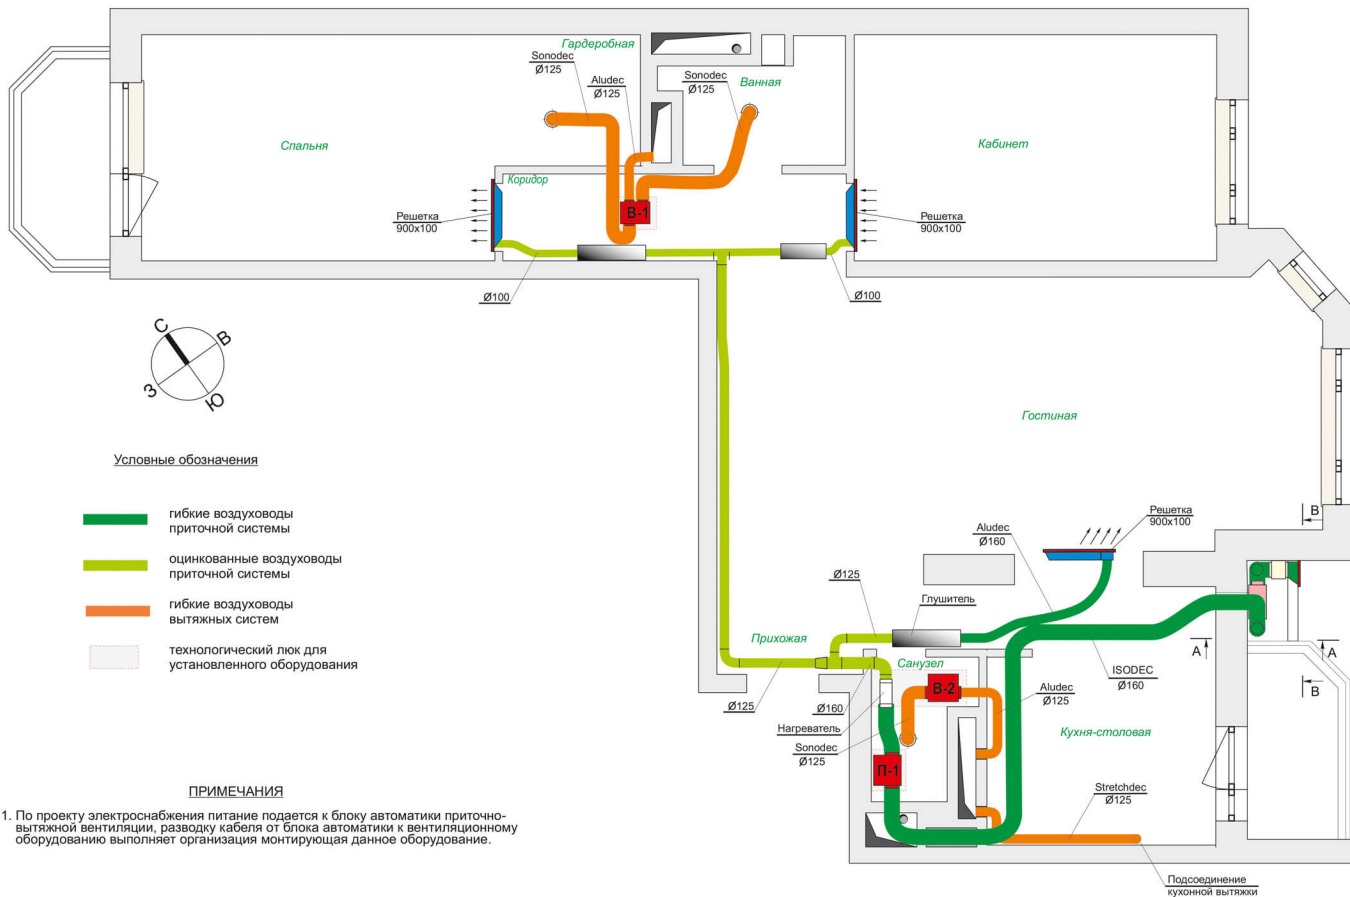 Гардеробная
Sonodec
Ø125
Aludec
Ø125
Sonodec
Ø125
Ванная
Спальня
Кабинет
Коридор
В-1
Решетка
900х100
Решетка
900х100
Ø100
Ø100
С
В
З
Ю
Гостиная
Условные обозначения
гибкие воздуховоды
приточной системы
оцинкованные воздуховоды
приточной системы
гибкие воздуховоды
вытяжных систем
технологический люк для
установленного оборудования
Решетка
900х100
В
Aludec
Ø160
Ø125
Глушитель
Прихожая
Санузел
А
А
ISODEC
Ø160
В
В-2
Aludec
Ø125
Ø125
Ø160
Нагреватель
Sonodec
Ø125
Кухня-столовая
П-1
Stretchdec
Ø125
Подсоединение
кухонной вытяжки
ПРИМЕЧАНИЯ
1. По проекту электроснабжения питание подается к блоку автоматики приточно-
вытяжной вентиляции, разводку кабеля от блока автоматики к вентиляционному
оборудованию выполняет организация монтирующая данное оборудование.